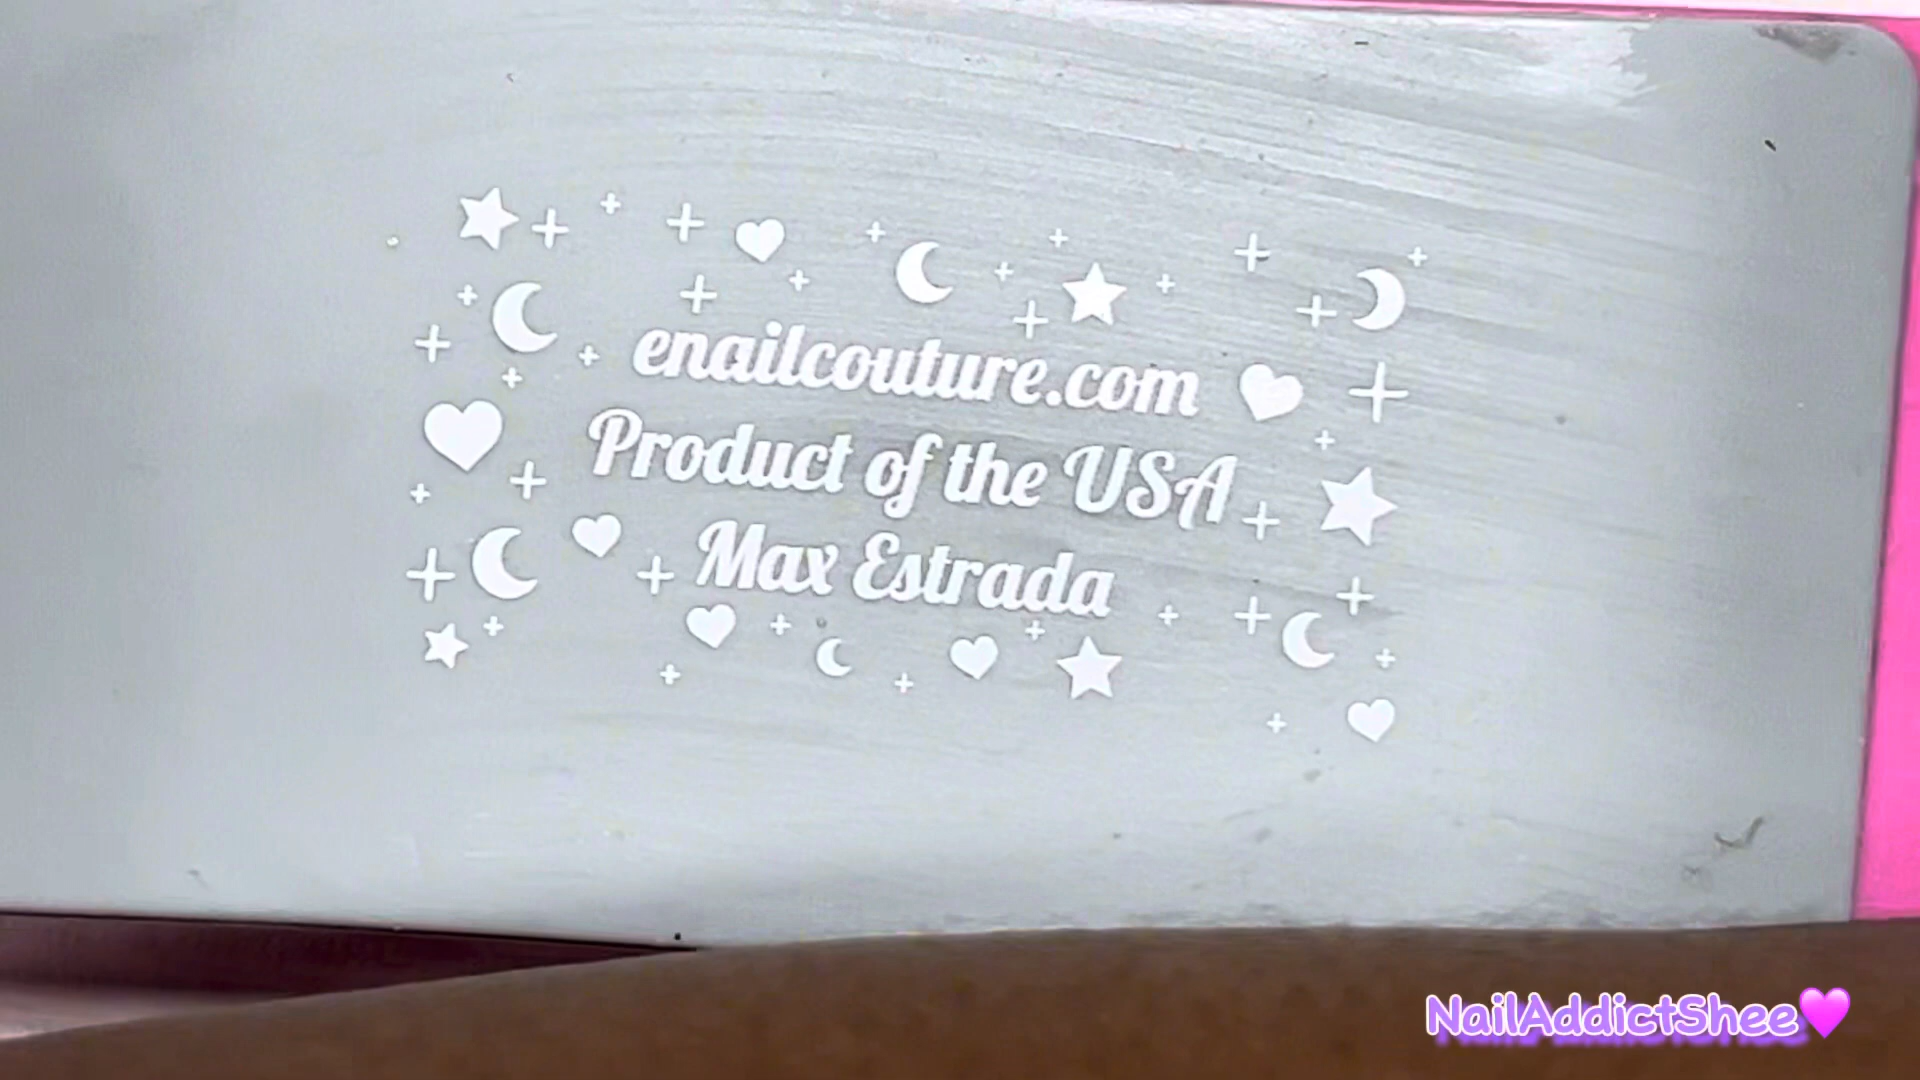 enailcouture.com
Product of the USA
Max Estrada
NailAddictShee💜